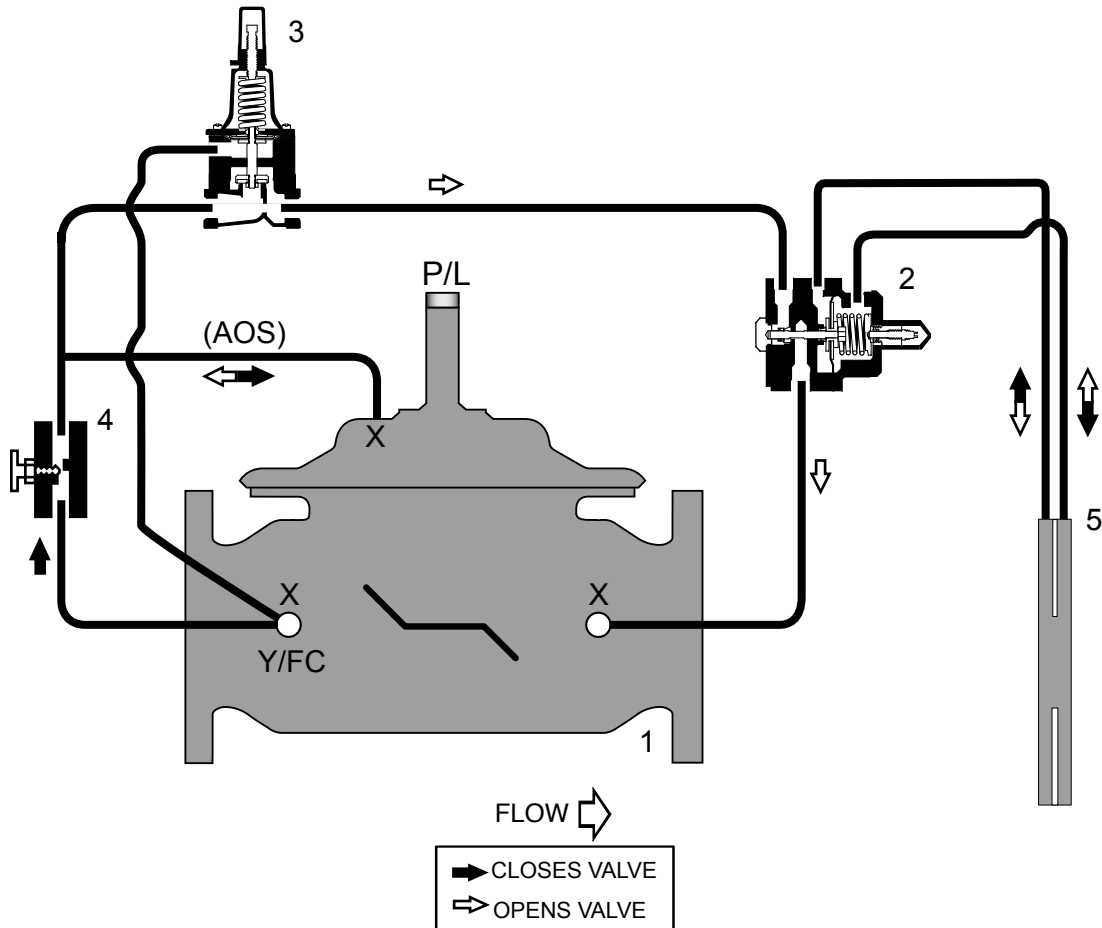 3
P/L
2
(AOS)
4
X
5
X
X
Y/FC
1
FLOW
CLOSES VALVE
OPENS VALVE